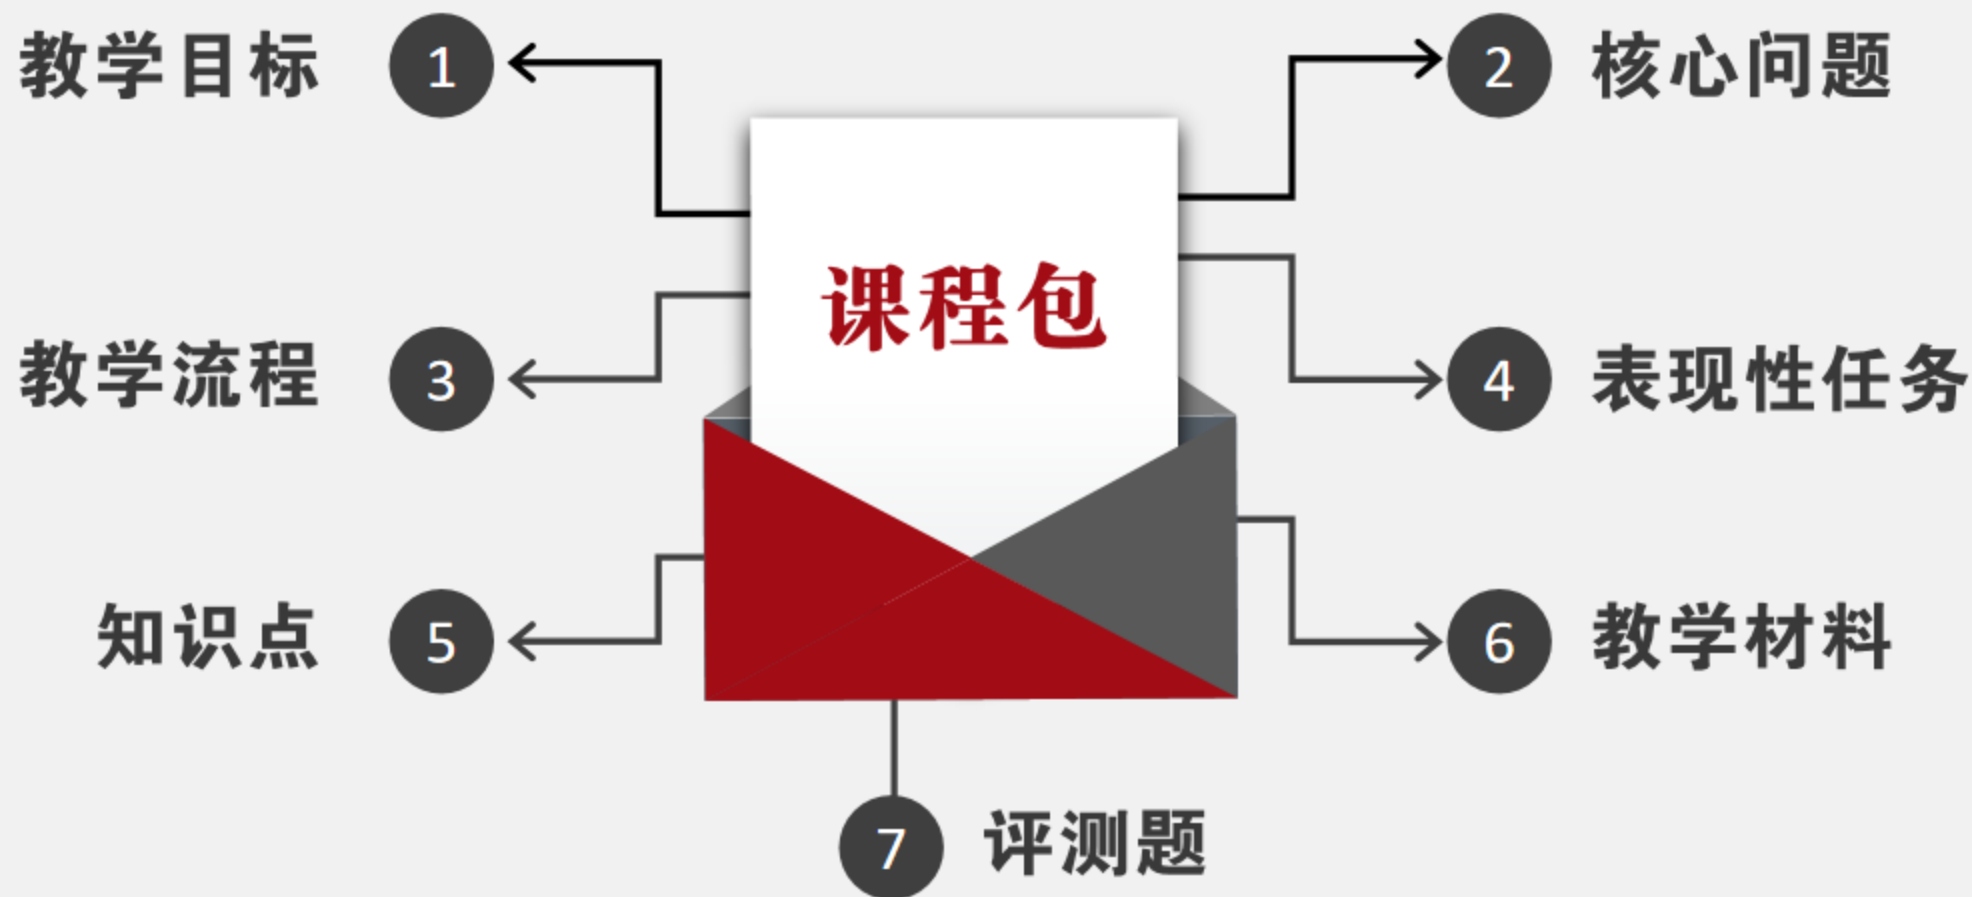 教学目标 1
2 核心问题
课程包
教学流程 3
4 表现性任务
知识点 5
6 教学材料
7 评测题